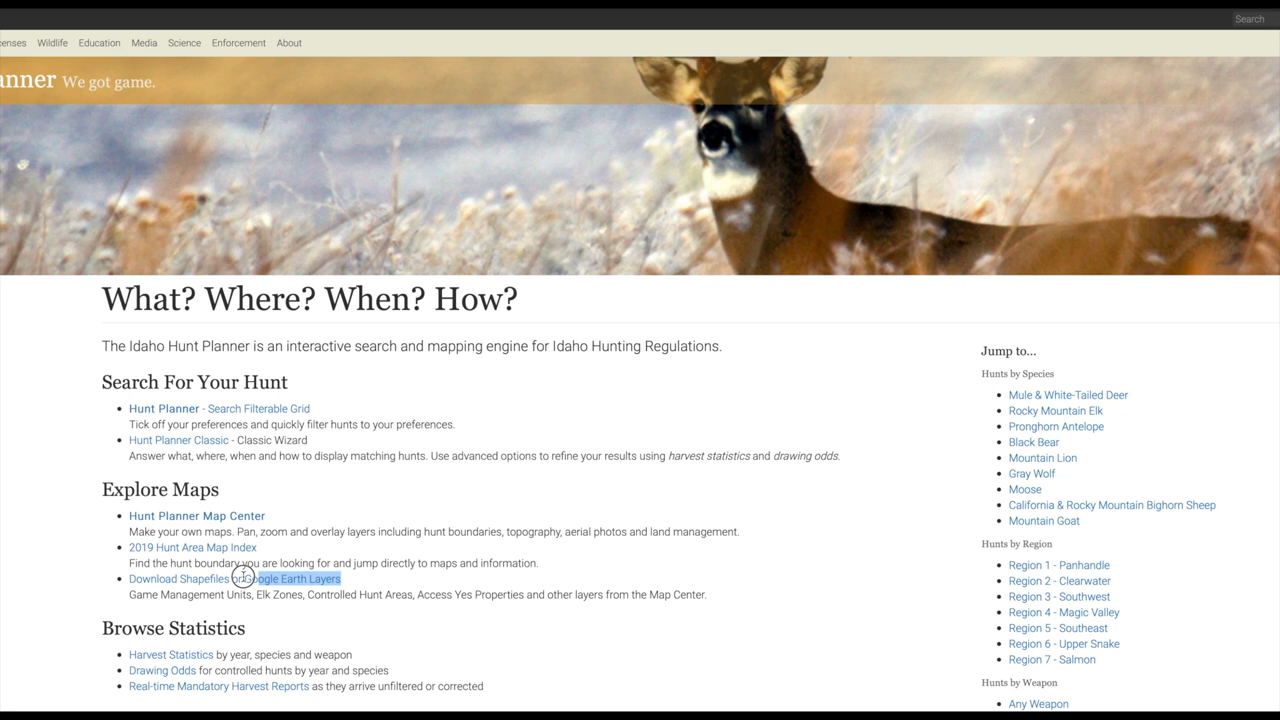 Search
Wildlife Education Media Science Enforcement About
We got game.
What? Where? When? How?
The Idaho Hunt Planner is an interactive search and mapping engine for Idaho Hunting Regulations.
Search For Your Hunt
Hunt Planner - Search Filterable Grid
Tick off your preferences and quickly filter hunts to your preferences.
Hunt Planner Classic - Classic Wizard
Answer what, where, when and how to display matching hunts. Use advanced options to refine your results using harvest statistics and drawing odds.
Explore Maps
Hunt Planner Map Center
Make your own maps. Pan, zoom and overlay layers including hunt boundaries, topography, aerial photos and land management.
2019 Hunt Area Map Index
Find the hunt boundary you are looking for and jump directly to maps and information.
Download Shapefiles or Google Earth Layers
Game Management Units, Elk Zones, Controlled Hunt Areas, Access Yes Properties and other layers from the Map Center.
Browse Statistics
Harvest Statistics by year, species and weapon
Drawing Odds for controlled hunts by year and species
Real-time Mandatory Harvest Reports as they arrive unfiltered or corrected
Jump to...
Hunts by Species
Mule & White-Tailed Deer
Rocky Mountain Elk
Pronghorn Antelope
Black Bear
Mountain Lion
Gray Wolf
Moose
California & Rocky Mountain Bighorn Sheep
Mountain Goat
Hunts by Region
Region 1 - Panhandle
Region 2 - Clearwater
Region 3 - Southwest
Region 4 - Magic Valley
Region 5 - Southeast
Region 6 - Upper Snake
Region 7 - Salmon
Hunts by Weapon
Any Weapon